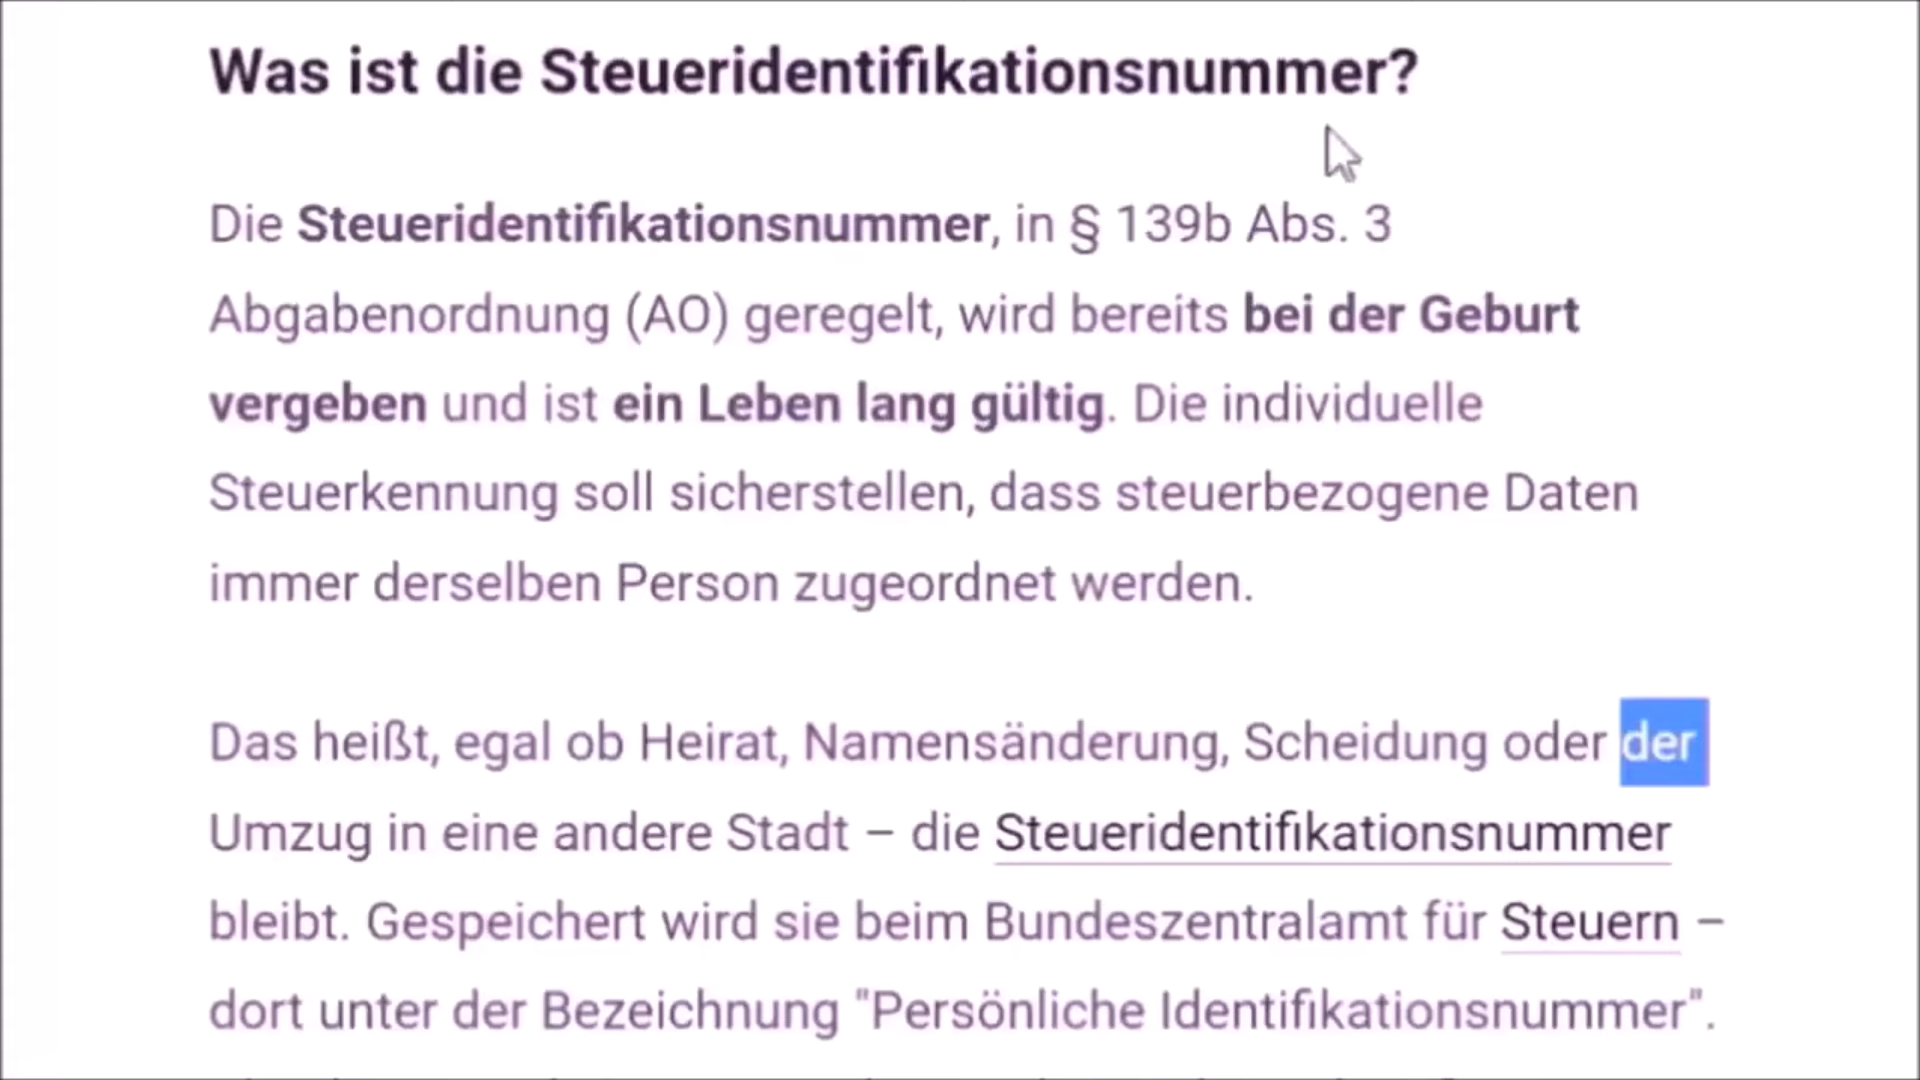 Was ist die Steueridentifikationsnummer?
Die Steueridentifikationsnummer, in § 139b Abs. 3
Abgabenordnung (AO) geregelt, wird bereits bei der Geburt
vergeben und ist ein Leben lang gültig. Die individuelle
Steuerkennung soll sicherstellen, dass steuerbezogene Daten
immer derselben Person zugeordnet werden.
Das heißt, egal ob Heirat, Namensänderung, Scheidung oder der
Umzug in eine andere Stadt – die Steueridentifikationsnummer
bleibt. Gespeichert wird sie beim Bundeszentralamt für Steuern –
dort unter der Bezeichnung "Persönliche Identifikationsnummer".